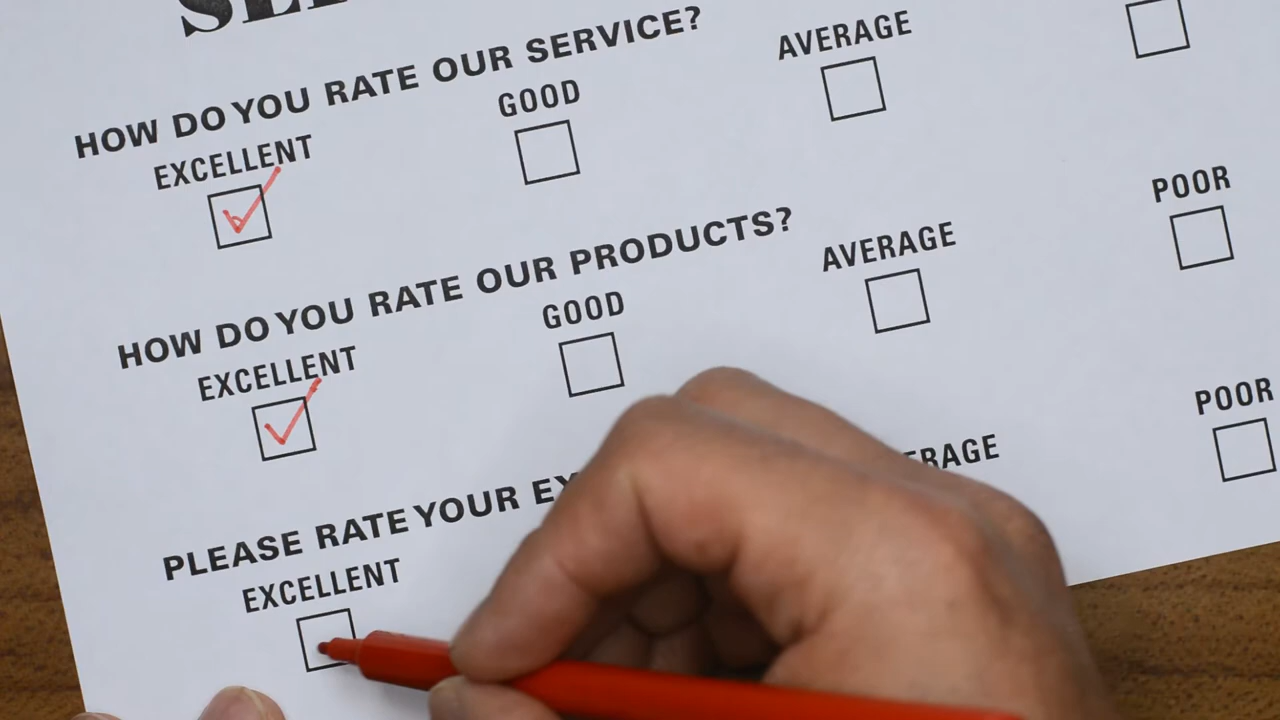 HOW DO YOU RATE OUR SERVICE?
EXCELLENT GOOD AVERAGE
HOW DO YOU RATE OUR PRODUCTS?
EXCELLENT GOOD AVERAGE POOR
PLEASE RATE YOUR
EXCELLENT POOR